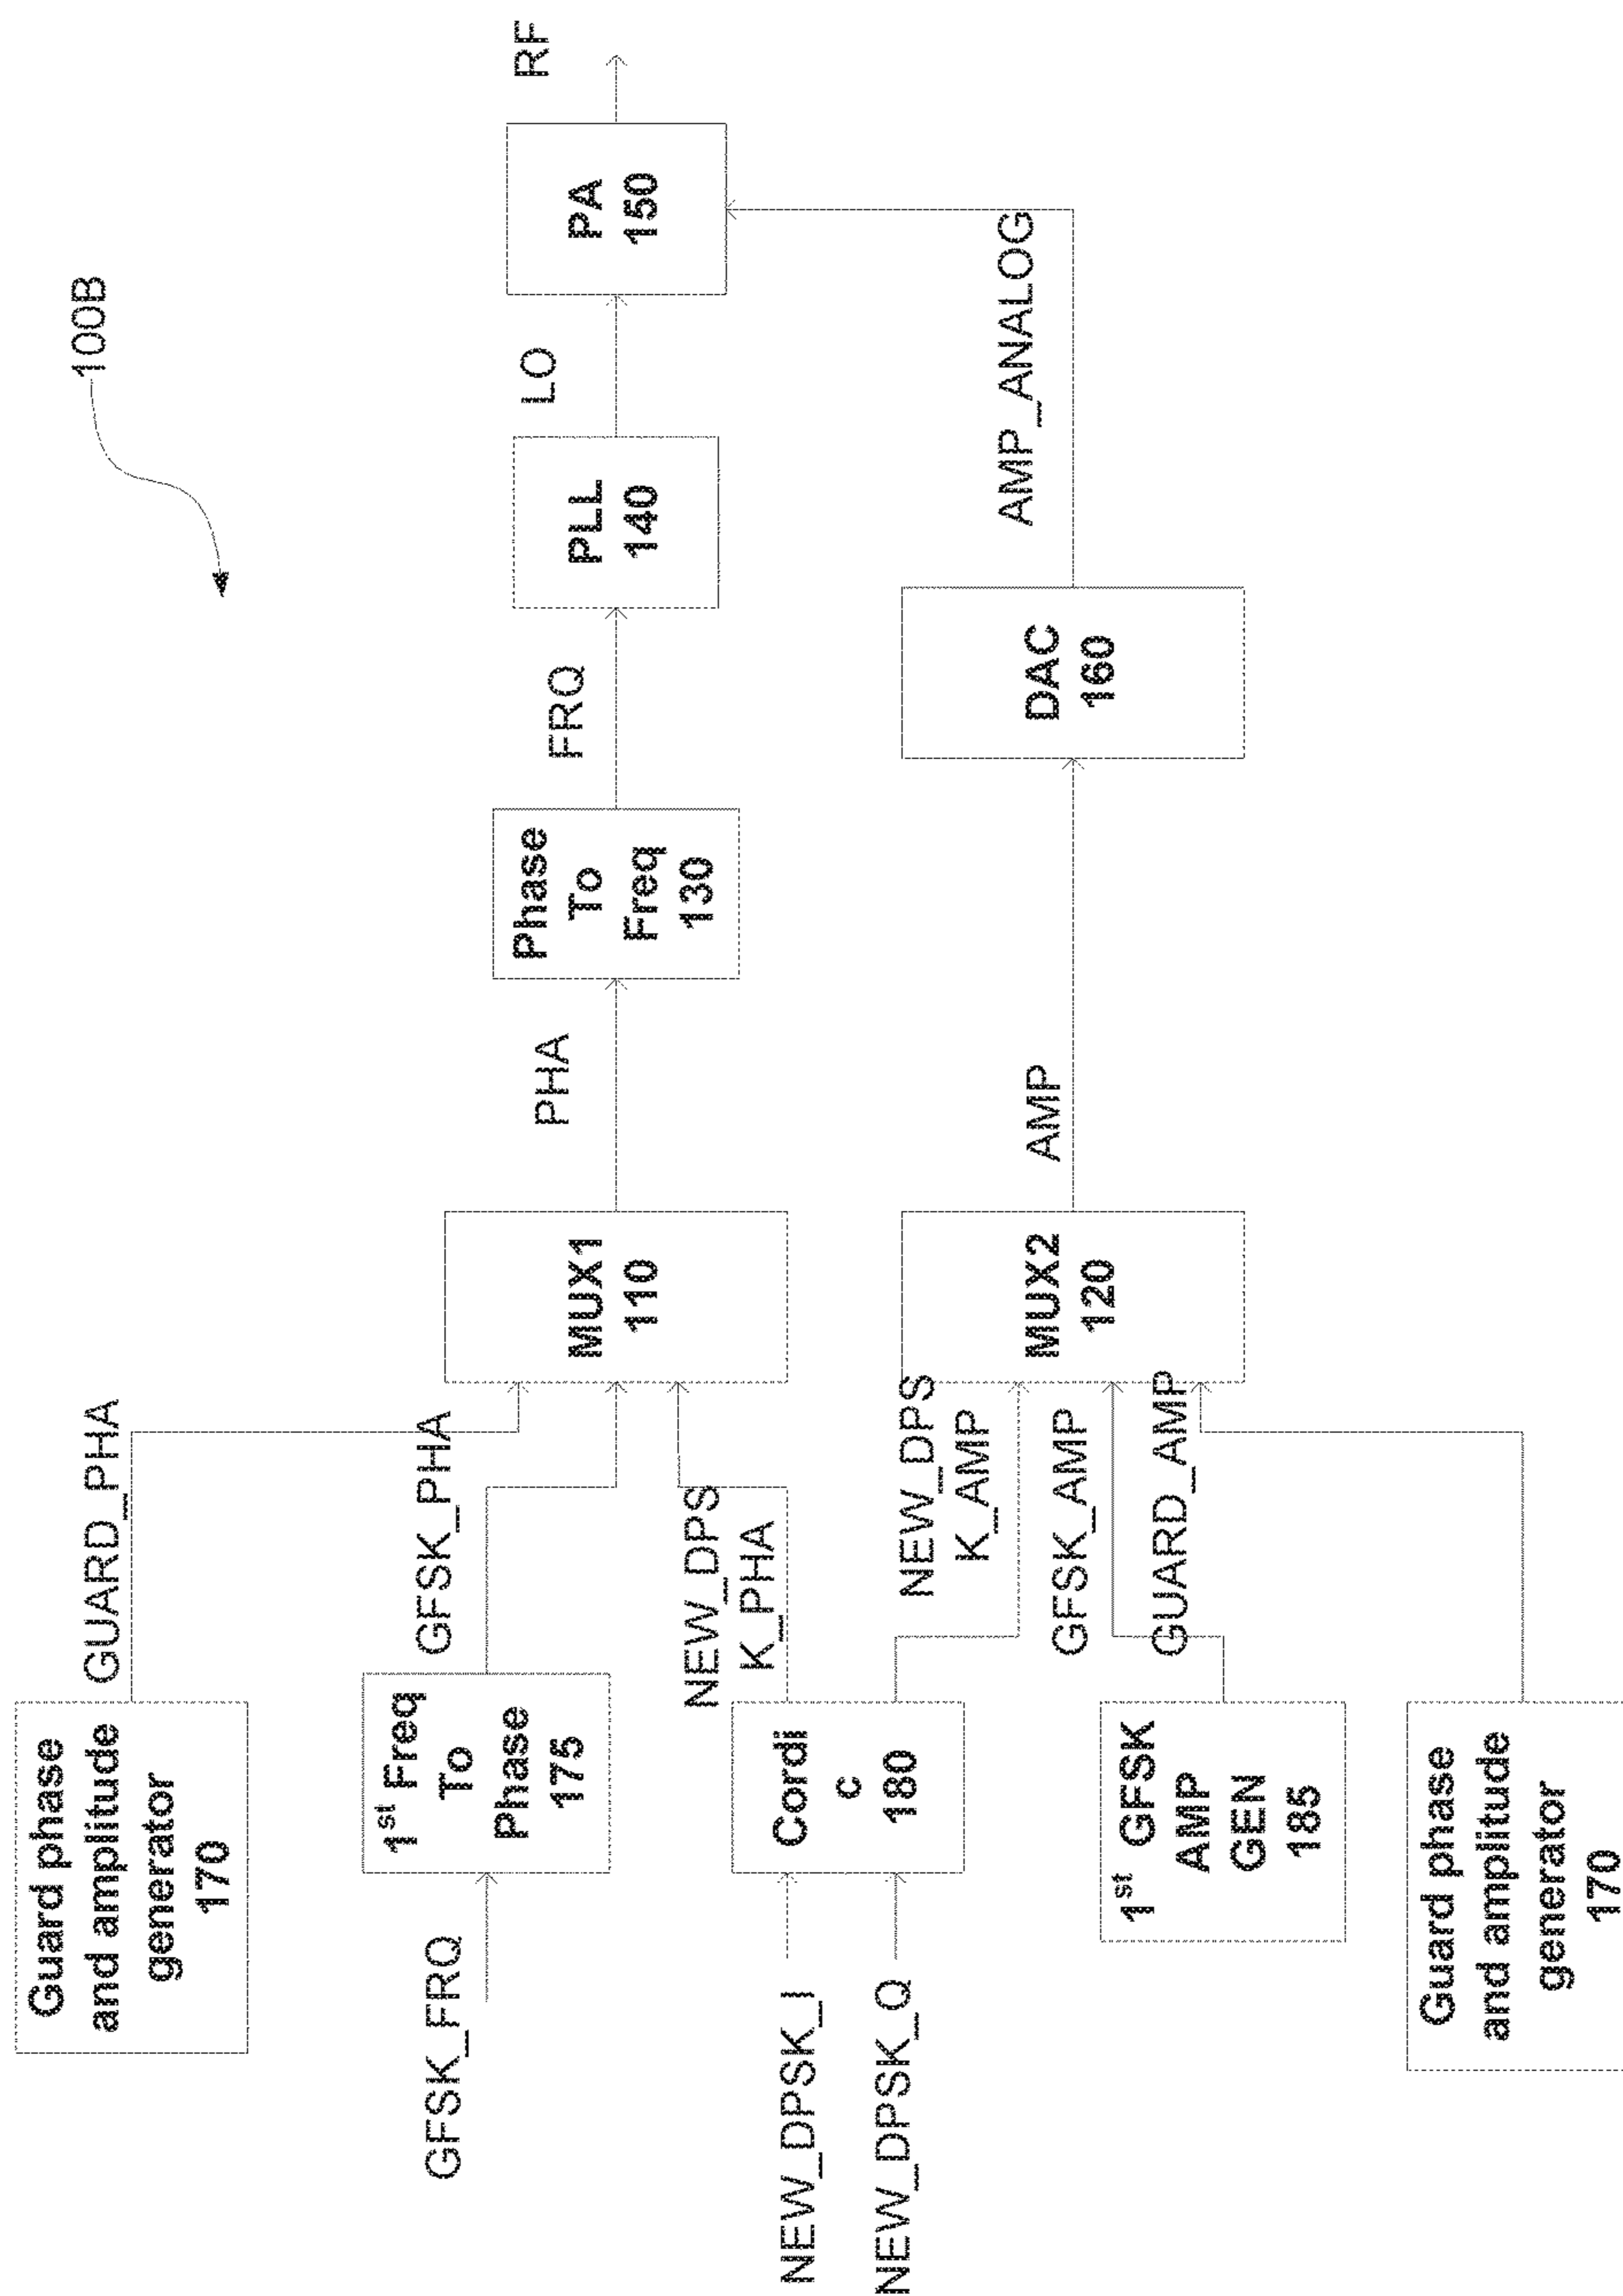 100B
Guard phase
and amplitude
generator
170
GUARD_PHA
GFSK_FRQ
1st Freq
To
Phase
175
GFSK_PHA
MUX1
110
PHA
Phase
To
Freq
130
FRQ
PLL
140
LO
PA
150
RF
NEW_DPSK_I
NEW_DPSK_Q
Cordi
c
180
NEW_DPS
K_PHA
NEW_DPS
K_AMP
1st GFSK
AMP
GEN
185
GFSK_AMP
GUARD_AMP
MUX2
120
AMP
DAC
160
AMP_ANALOG
Guard phase
and amplitude
generator
170